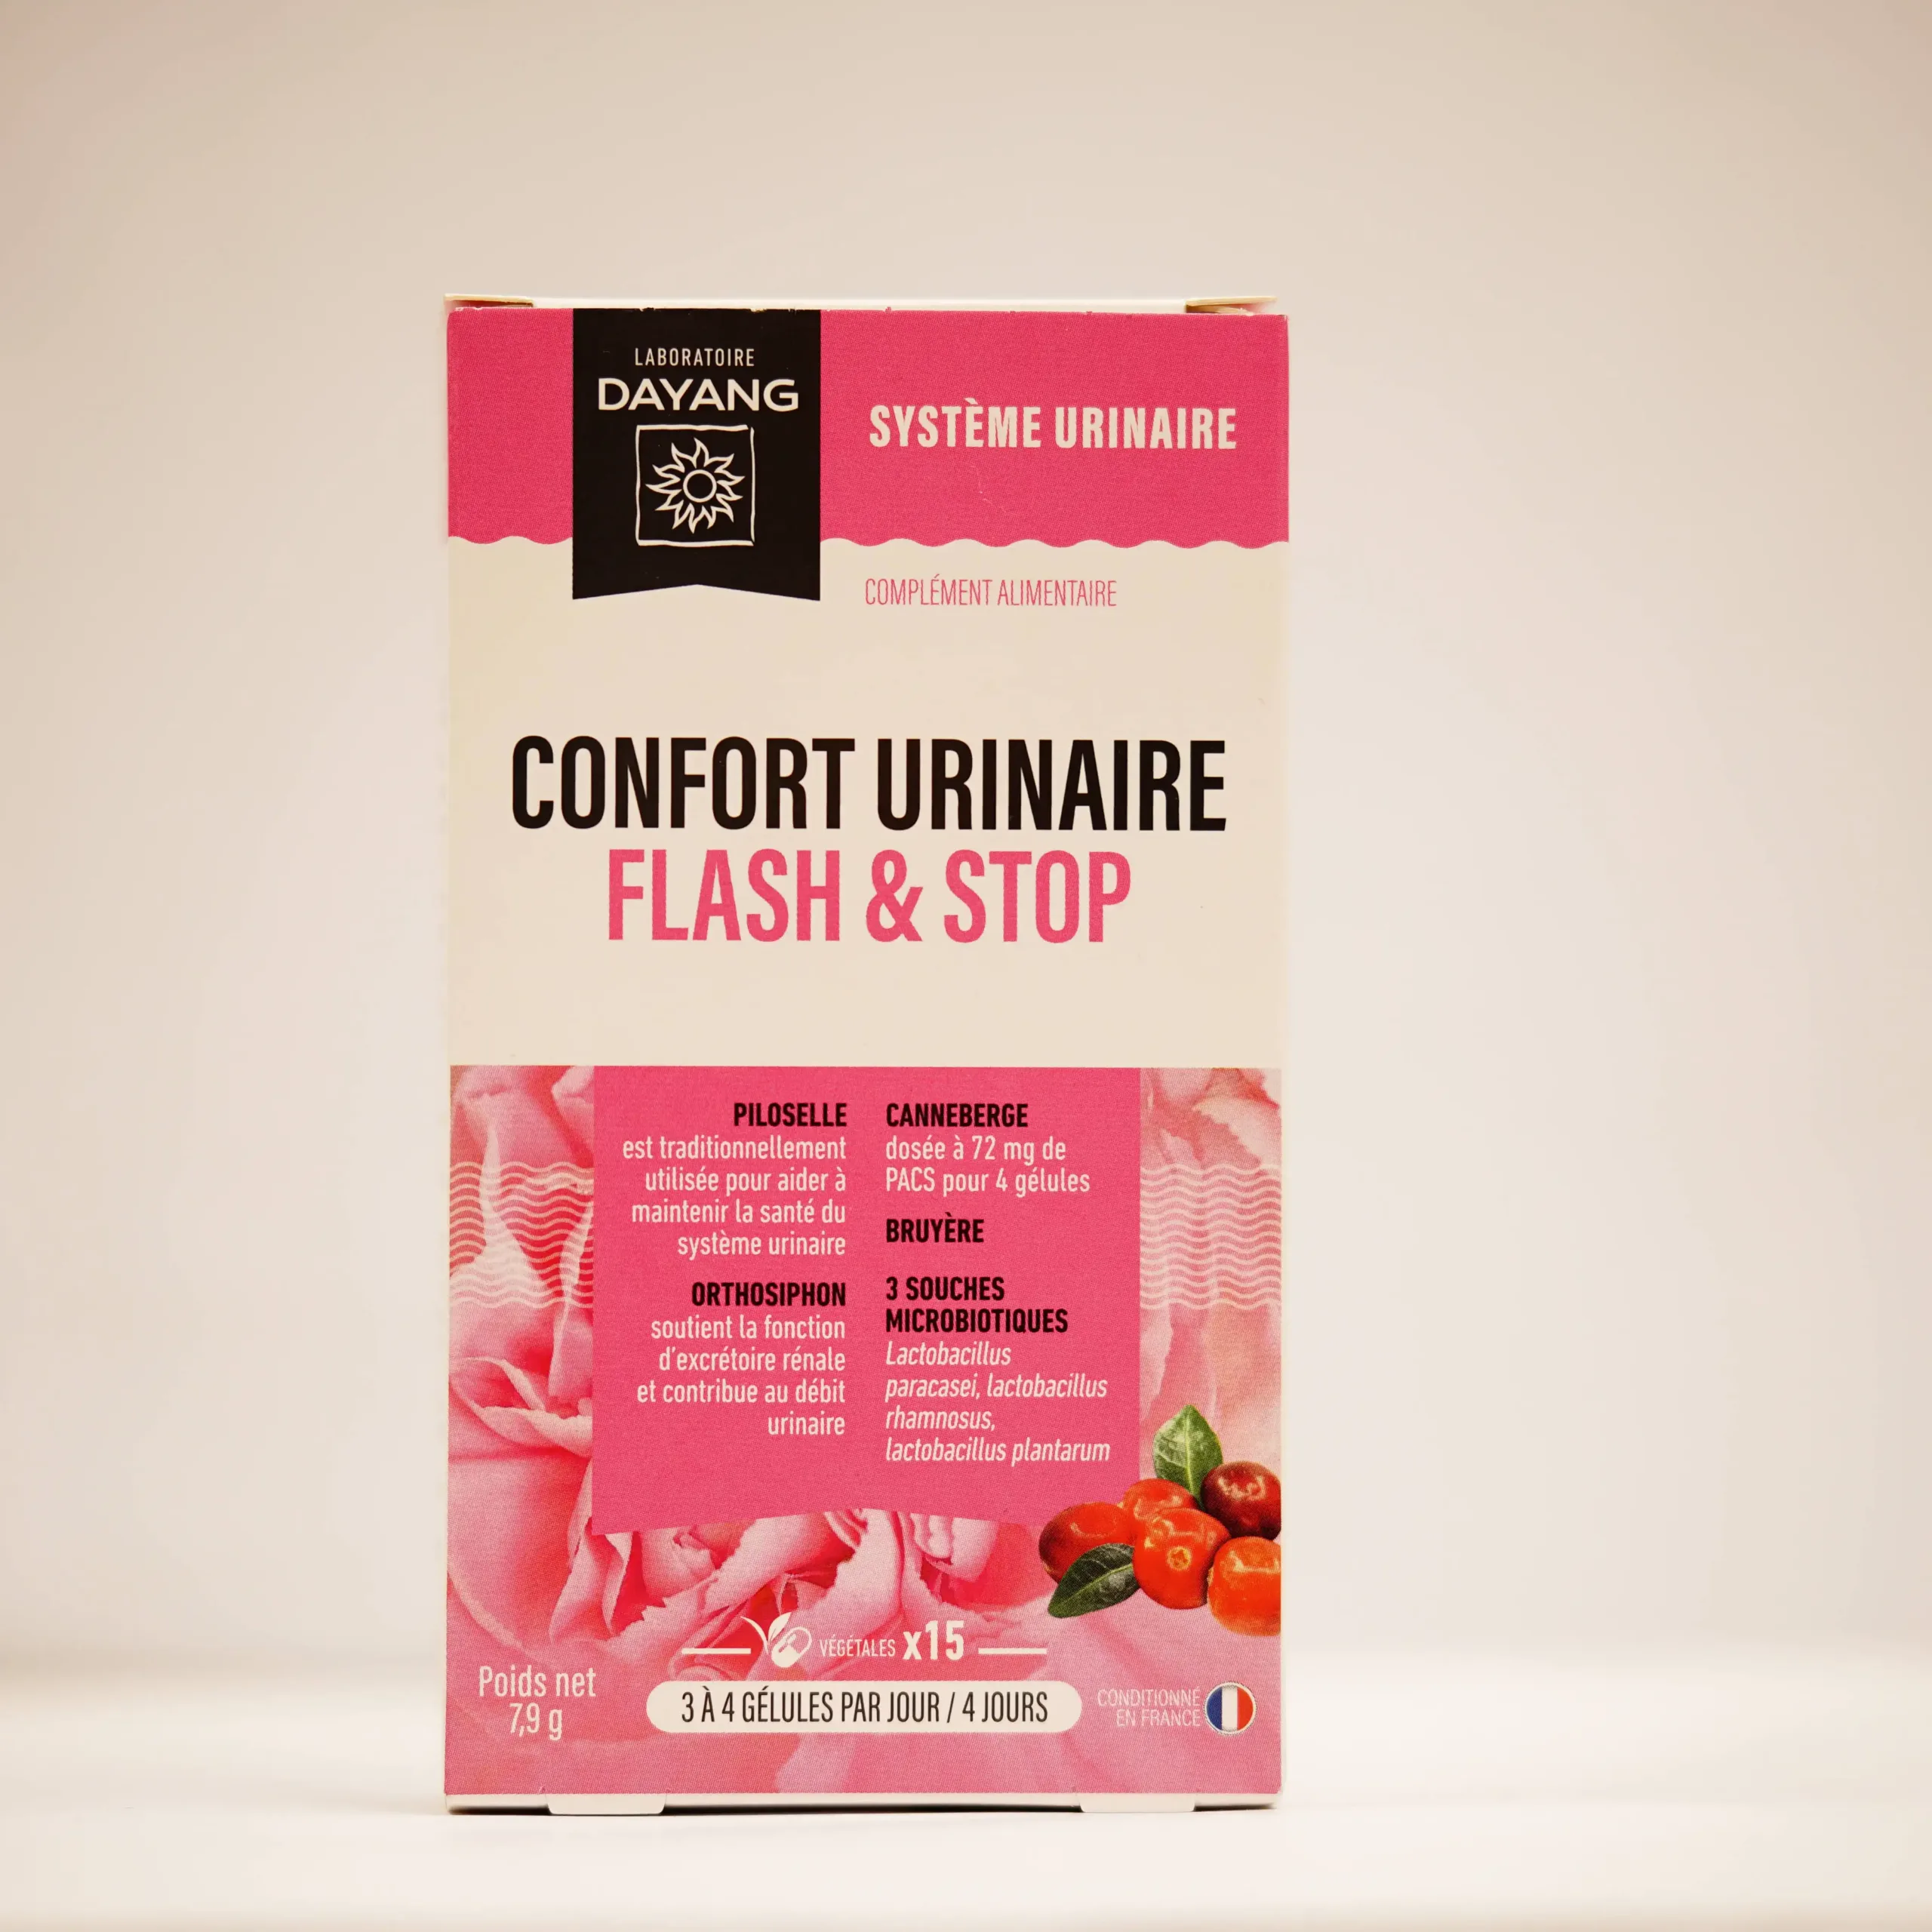 LABORATOIRE
DAYANG
SYSTÈME URINAIRE
COMPLÉMENT ALIMENTAIRE
CONFORT URINAIRE
FLASH & STOP
PILOSELLE
est traditionnellement
utilisée pour aider à
maintenir la santé du
système urinaire
ORTHOSIPHON
soutient la fonction
d'excrétoire rénale
et contribue au débit
urinaire
CANNEBERGE
dosée à 72 mg de
PACS pour 4 gélules
BRUYÈRE
3 SOUCHES
MICROBIOTIQUES
Lactobacillus
paracasei, lactobacillus
rhamnosus,
lactobacillus plantarum
VÉGÉTALES x15
Poids net
7,9 g
3 À 4 GÉLULES PAR JOUR / 4 JOURS
CONDITIONNÉ
EN FRANCE